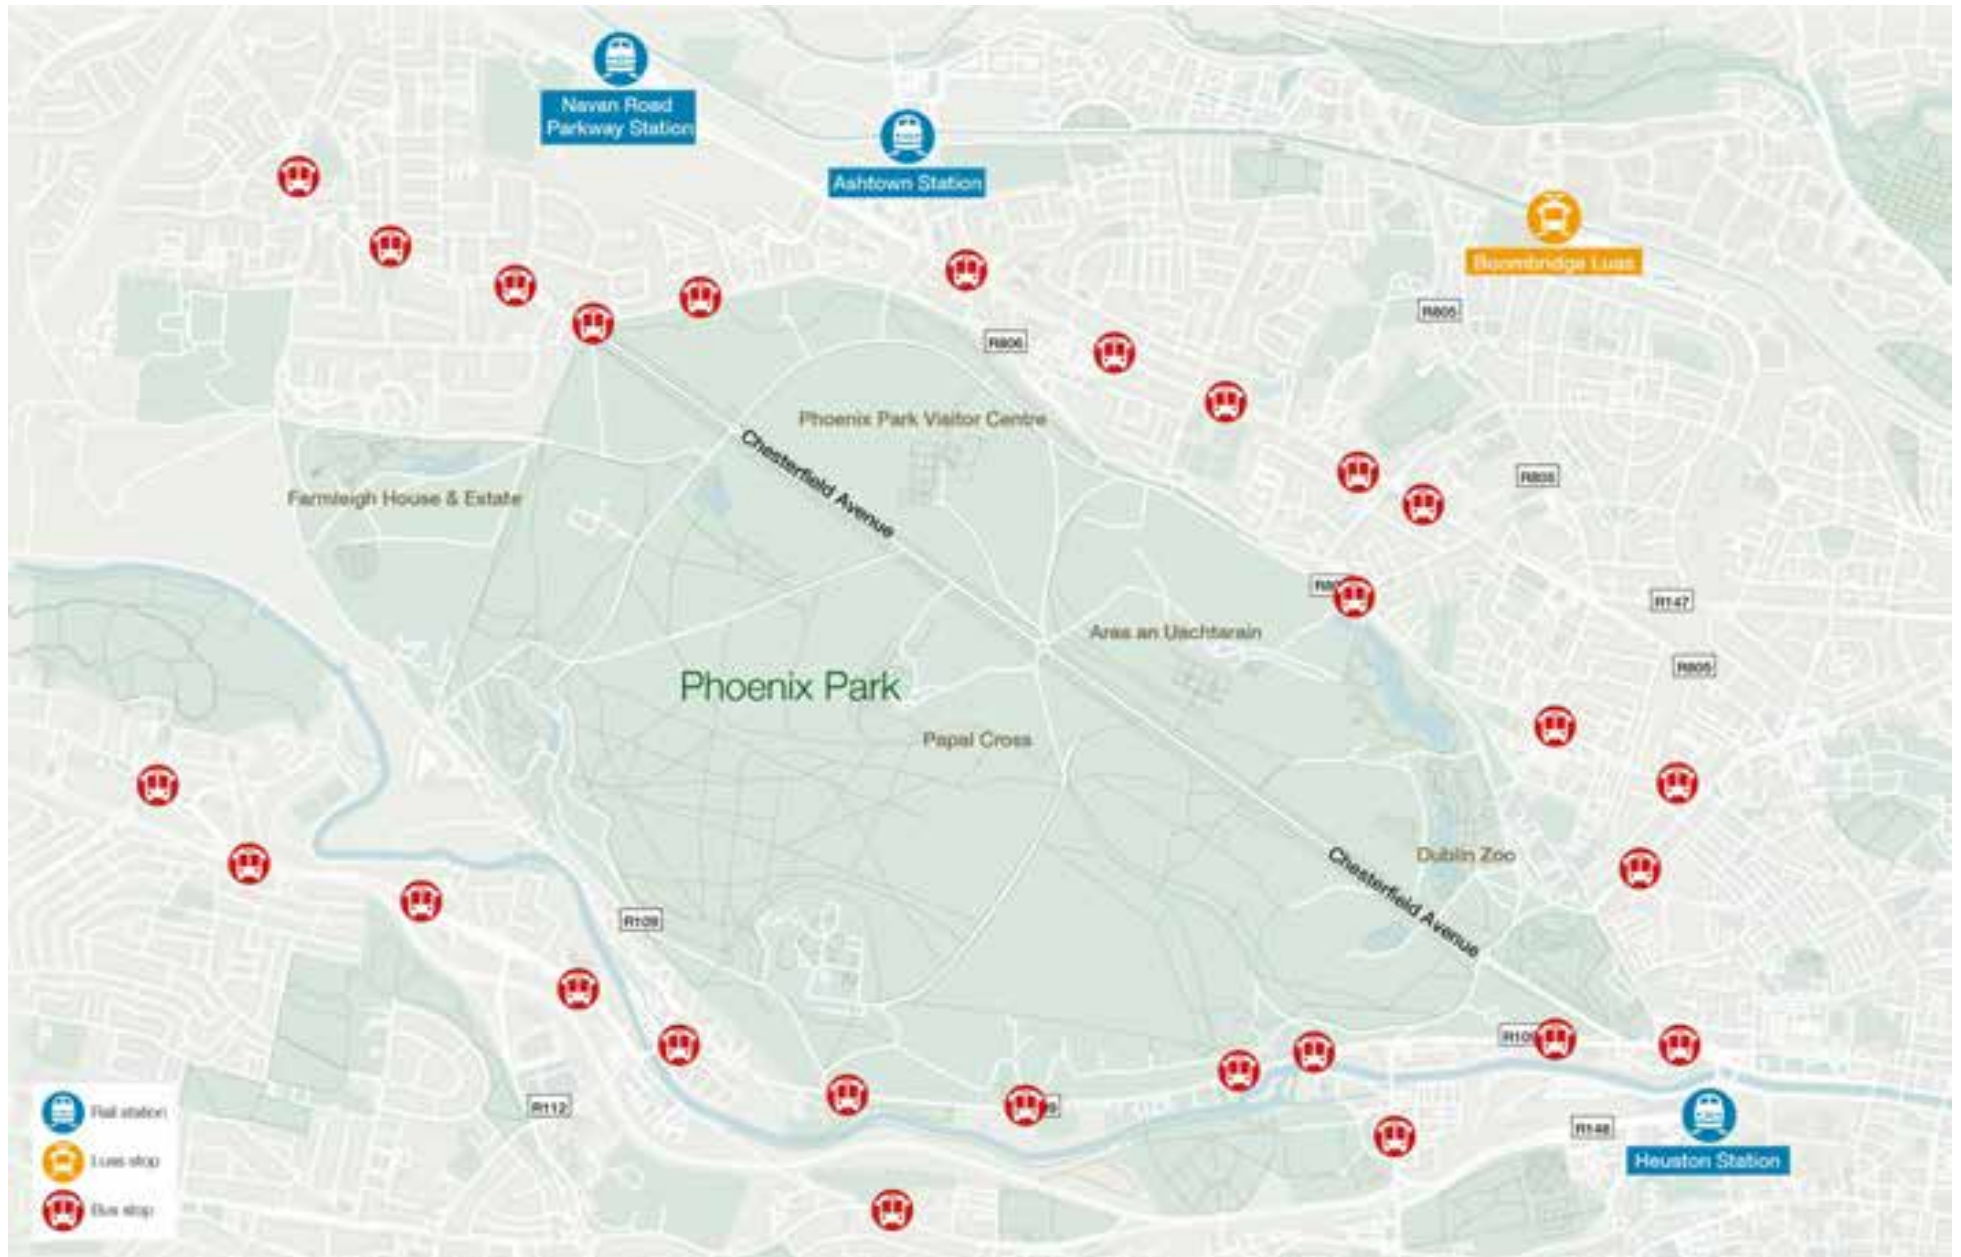 Navan Road
Parkway Station
Ashtown Station
Boombridge Luas
R805
R806
Phoenix Park Visitor Centre
Chesterfield Avenue
Farmleigh House & Estate
R805
R147
Aras an Uachtarain
R805
Phoenix Park
Papal Cross
Dublin Zoo
Chesterfield Avenue
R109
R109
R112
R148
Heuston Station
Rail station
Luas stop
Bus stop